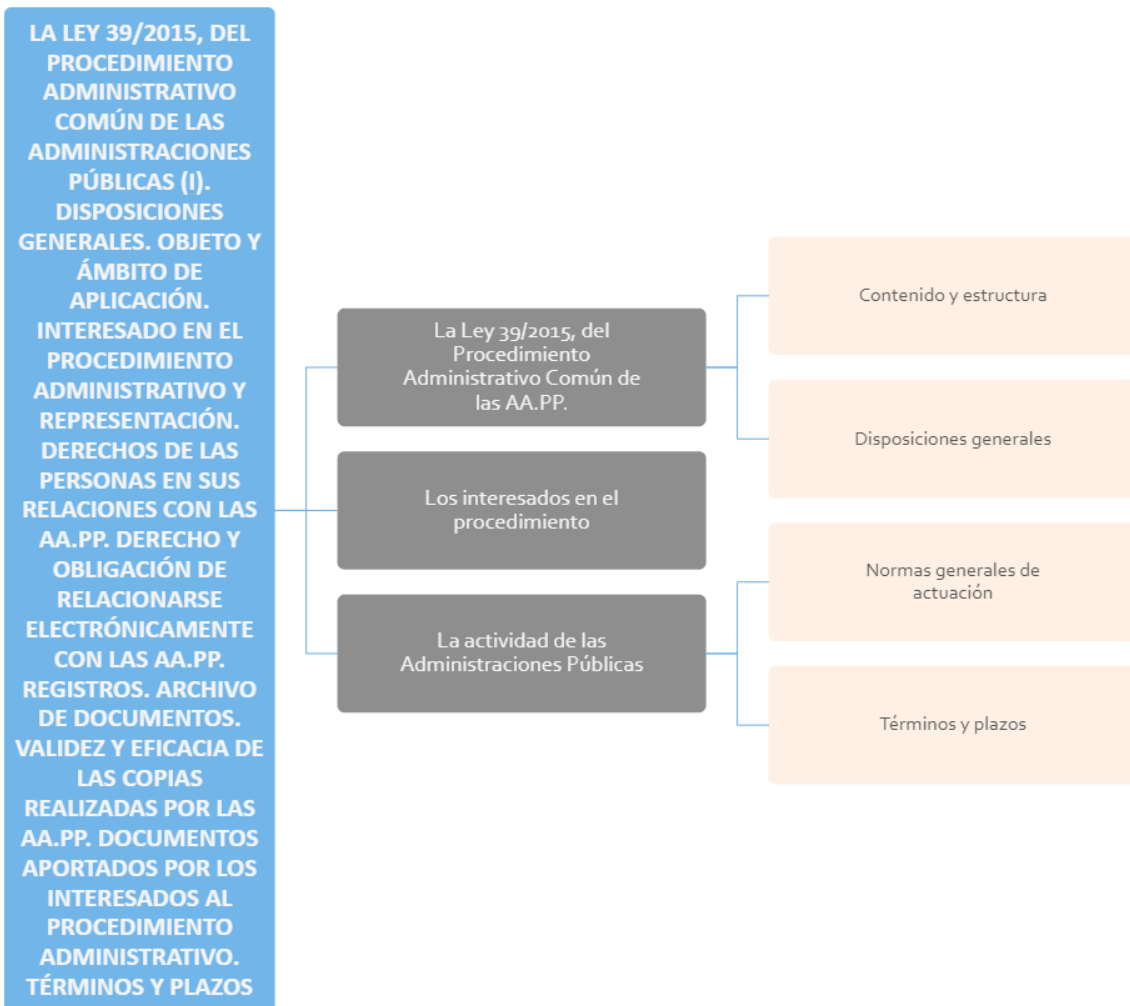 LA LEY 39/2015, DEL
PROCEDIMIENTO
ADMINISTRATIVO
COMÚN DE LAS
ADMINISTRACIONES
PÚBLICAS (I).
DISPOSICIONES
GENERALES. OBJETO Y
ÁMBITO DE
APLICACIÓN.
INTERESADO EN EL
PROCEDIMIENTO
ADMINISTRATIVO Y
REPRESENTACIÓN.
DERECHOS DE LAS
PERSONAS EN SUS
RELACIONES CON LAS
AA.PP. DERECHO Y
OBLIGACIÓN DE
RELACIONARSE
ELECTRÓNICAMENTE
CON LAS AA.PP.
REGISTROS. ARCHIVO
DE DOCUMENTOS.
VALIDEZ Y EFICACIA DE
LAS COPIAS
REALIZADAS POR LAS
AA.PP. DOCUMENTOS
APORTADOS POR LOS
INTERESADOS AL
PROCEDIMIENTO
ADMINISTRATIVO.
TÉRMINOS Y PLAZOS
La Ley 39/2015, del
Procedimiento
Administrativo Común de
las AA.PP.
Contenido y estructura
Disposiciones generales
Los interesados en el
procedimiento
La actividad de las
Administraciones Públicas
Normas generales de
actuación
Términos y plazos